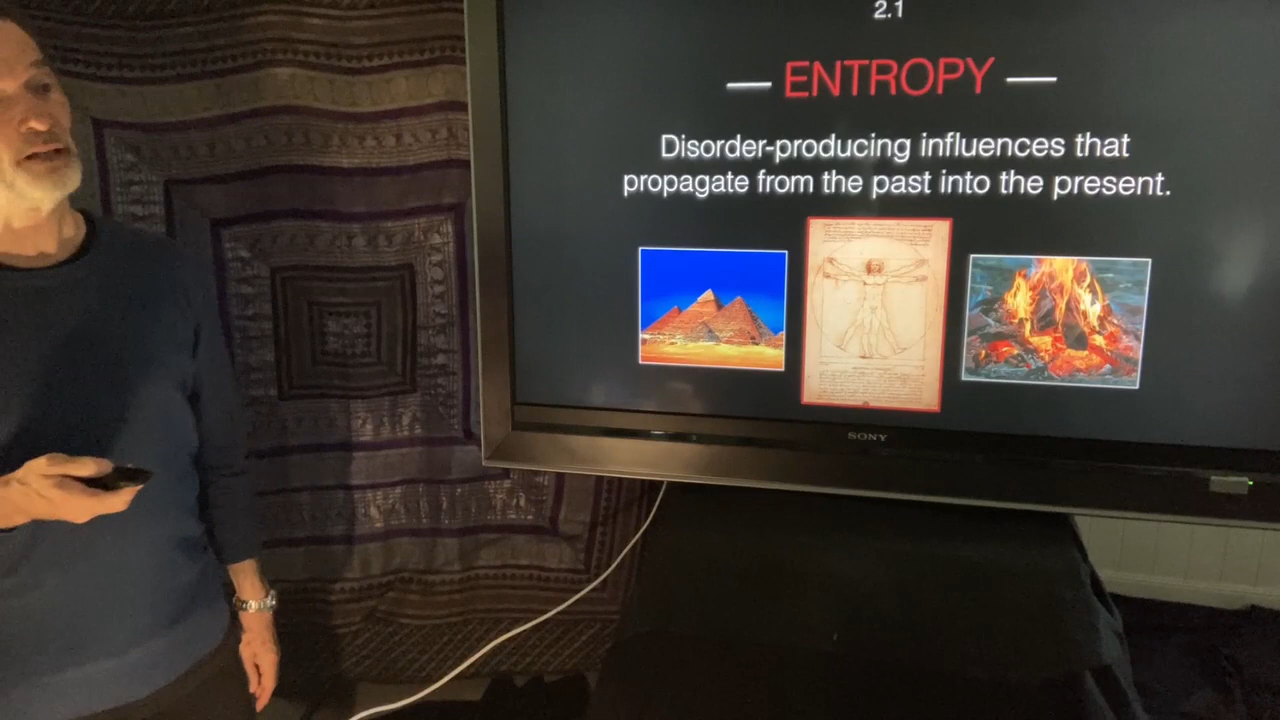 2.1
— ENTROPY —
Disorder-producing influences that
propagate from the past into the present.
SONY